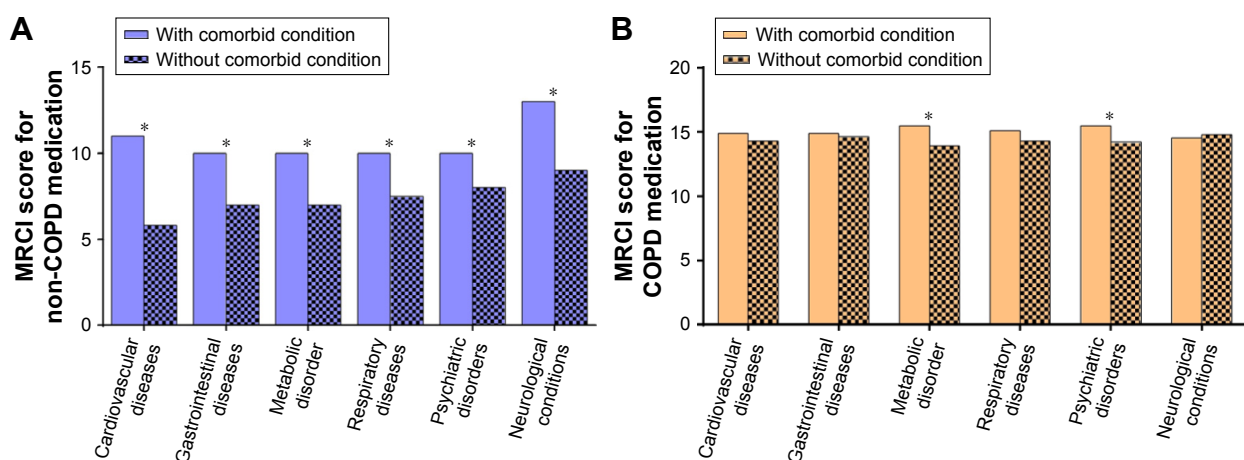 A
With comorbid condition
Without comorbid condition
MRCI score for
non-COPD medication
15
10
5
0
*
*
*
*
*
*
Cardiovascular
diseases
Gastrointestinal
diseases
Metabolic
disorder
Respiratory
diseases
Psychiatric
disorders
Neurological
conditions
B
With comorbid condition
Without comorbid condition
MRCI score for
COPD medication
20
15
10
5
0
*
*
Cardiovascular
diseases
Gastrointestinal
diseases
Metabolic
disorder
Respiratory
diseases
Psychiatric
disorders
Neurological
conditions